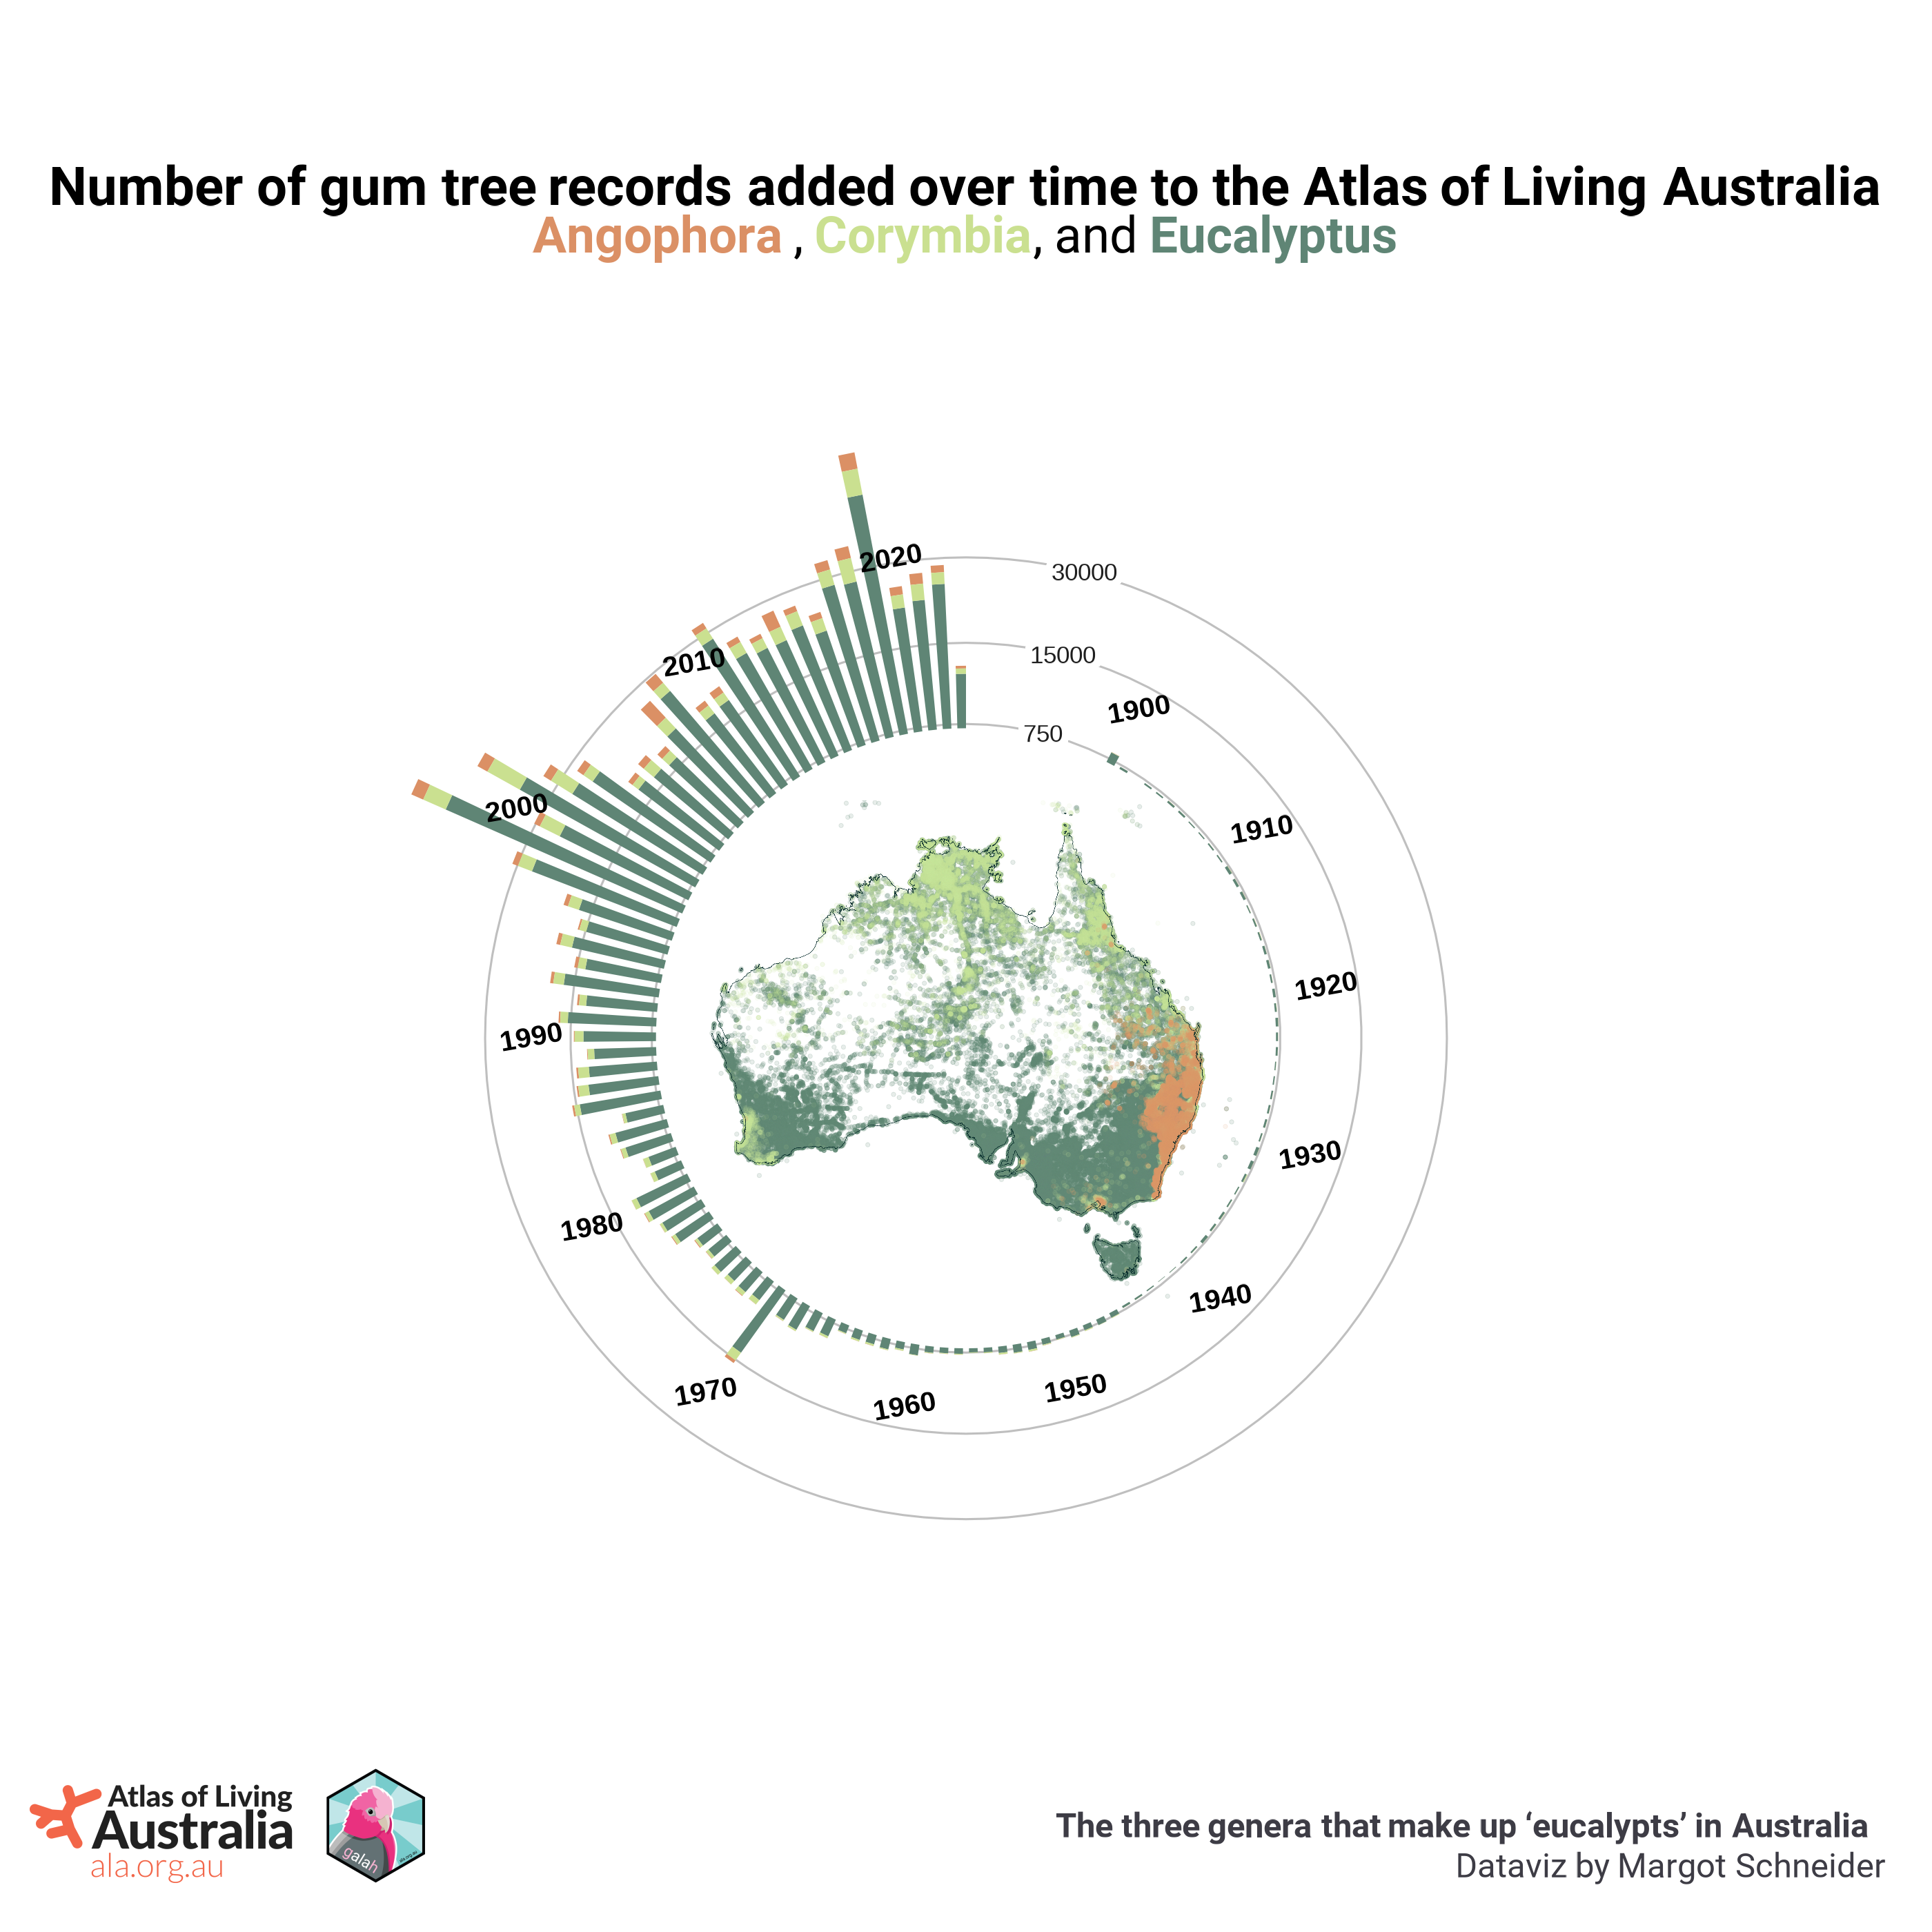 Number of gum tree records added over time to the Atlas of Living Australia
Angophora , Corymbia, and Eucalyptus
2020
30000
2010
15000
1900
750
2000
1910
1920
1990
1930
1980
1940
1970
1960
1950
Atlas of Living
Australia
ala.org.au
galah
The three genera that make up ‘eucalypts’ in Australia
Dataviz by Margot Schneider